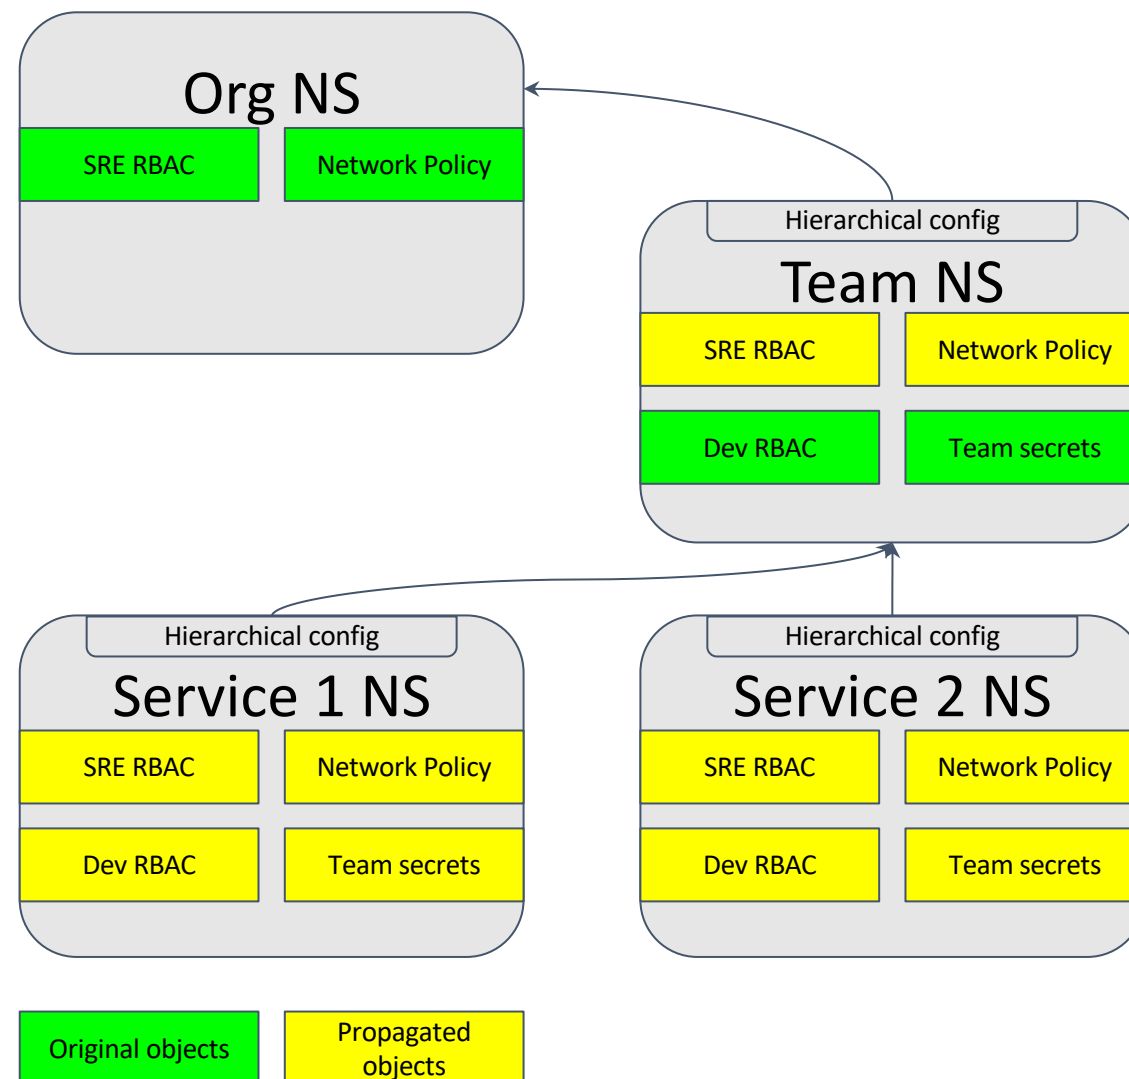 Org NS
SRE RBAC
Network Policy
Hierarchical config
Team NS
SRE RBAC
Network Policy
Dev RBAC
Team secrets
Hierarchical config
Service 1 NS
SRE RBAC
Network Policy
Dev RBAC
Team secrets
Hierarchical config
Service 2 NS
SRE RBAC
Network Policy
Dev RBAC
Team secrets
Original objects
Propagated
objects